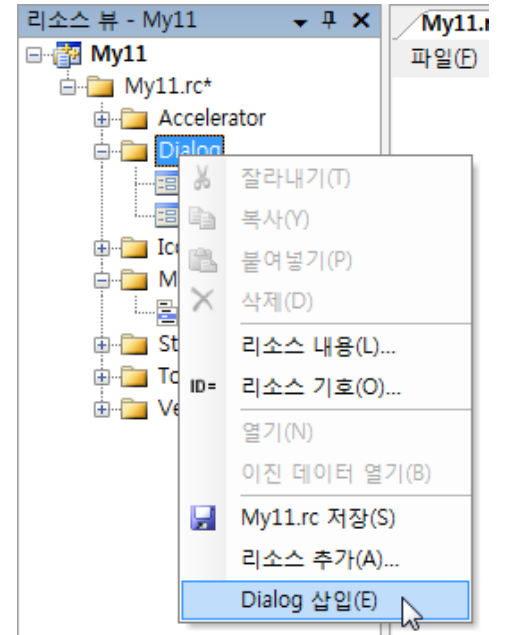 리소스 뷰 - My11
My11.r
파일(F)
My11
My11.rc*
Accelerator
Dialog
잘라내기(T)
복사(Y)
붙여넣기(P)
삭제(D)
리소스 내용(L)...
ID= 리소스 기호(O)...
열기(N)
이진 데이터 열기(B)
My11.rc 저장(S)
리소스 추가(A)...
Dialog 삽입(E)